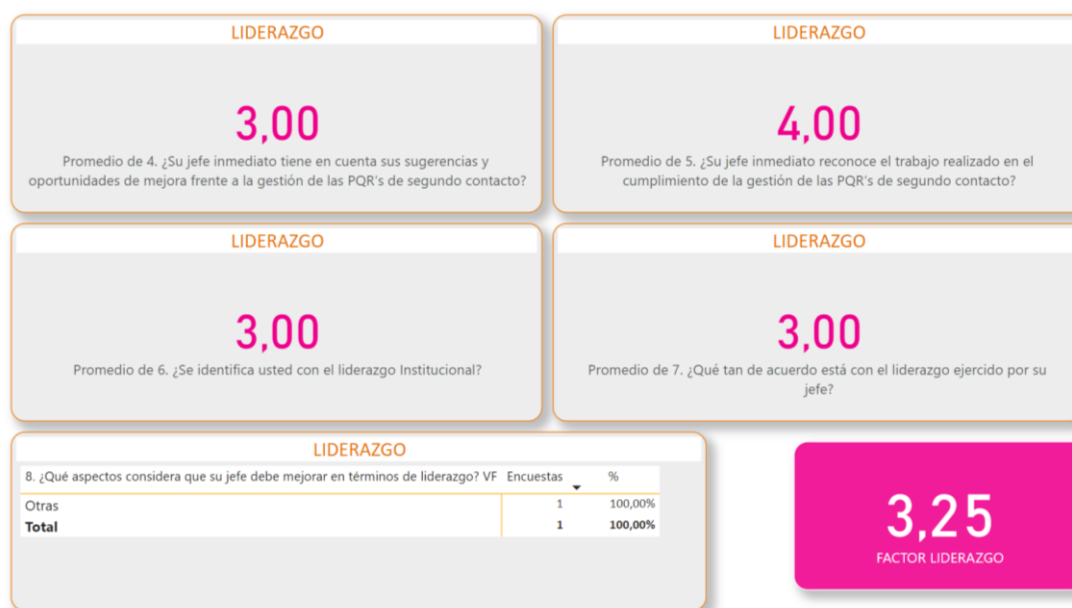 LIDERAZGO
3,00
Promedio de 4. ¿Su jefe inmediato tiene en cuenta sus sugerencias y
oportunidades de mejora frente a la gestión de las PQR's de segundo contacto?
LIDERAZGO
4,00
Promedio de 5. ¿Su jefe inmediato reconoce el trabajo realizado en el
cumplimiento de la gestión de las PQR's de segundo contacto?
LIDERAZGO
3,00
Promedio de 6. ¿Se identifica usted con el liderazgo Institucional?
LIDERAZGO
3,00
Promedio de 7. ¿Qué tan de acuerdo está con el liderazgo ejercido por su
jefe?
LIDERAZGO
8. ¿Qué aspectos considera que su jefe debe mejorar en términos de liderazgo? VF Encuestas %
Otras 1 100,00%
Total 1 100,00%
3,25
FACTOR LIDERAZGO